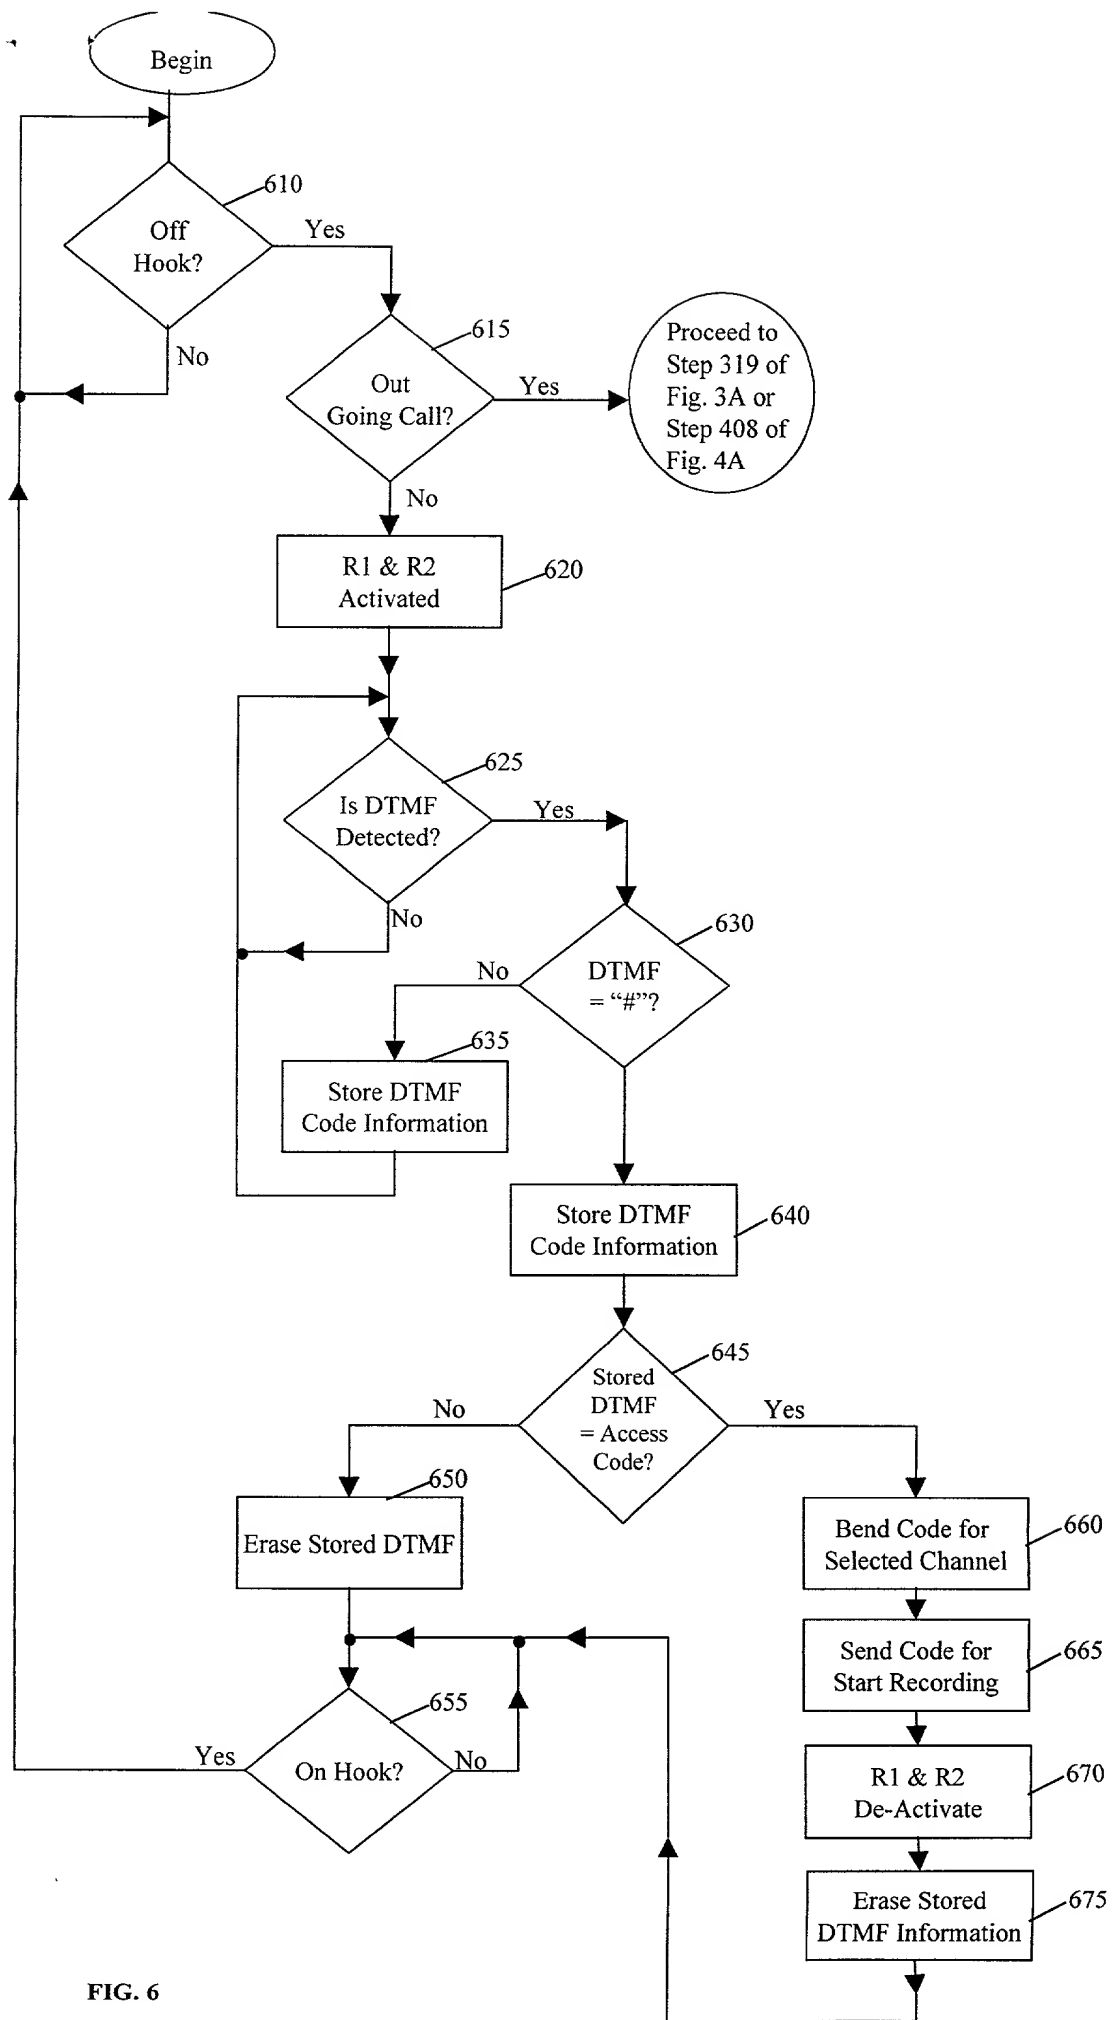 Begin
610
Off
Hook?
Yes
No
615
Out
Going Call?
Yes
No
Proceed to
Step 319 of
Fig. 3A or
Step 408 of
Fig. 4A
R1 & R2
Activated
620
625
Is DTMF
Detected?
Yes
No
630
DTMF
= “#”?
No
635
Store DTMF
Code Information
Store DTMF
Code Information
640
645
Stored
DTMF
= Access
Code?
No
Yes
650
Erase Stored DTMF
Bend Code for
Selected Channel
660
Send Code for
Start Recording
665
655
On Hook?
Yes
No
R1 & R2
De-Activate
670
Erase Stored
DTMF Information
675
FIG. 6